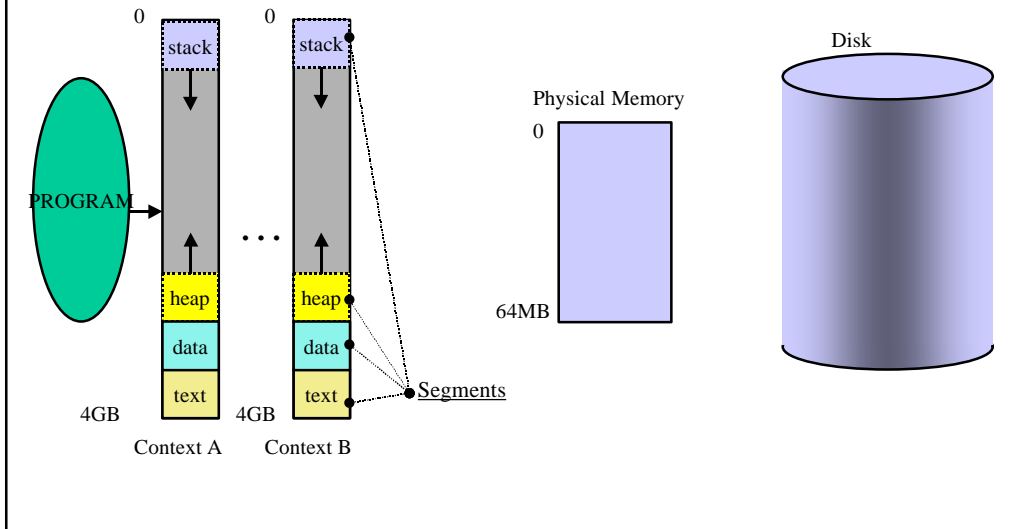 0
0
stack
stack
Disk
Physical Memory
0
PROGRAM
...
heap
heap
64MB
data
data
text
text
Segments
4GB
4GB
Context A
Context B